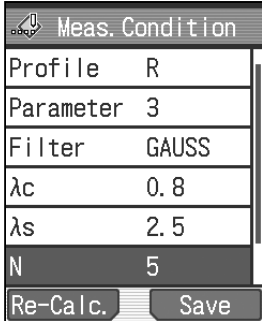 Meas. Condition
Profile R
Parameter 3
Filter GAUSS
λc 0.8
λs 2.5
N 5
Re-Calc. Save